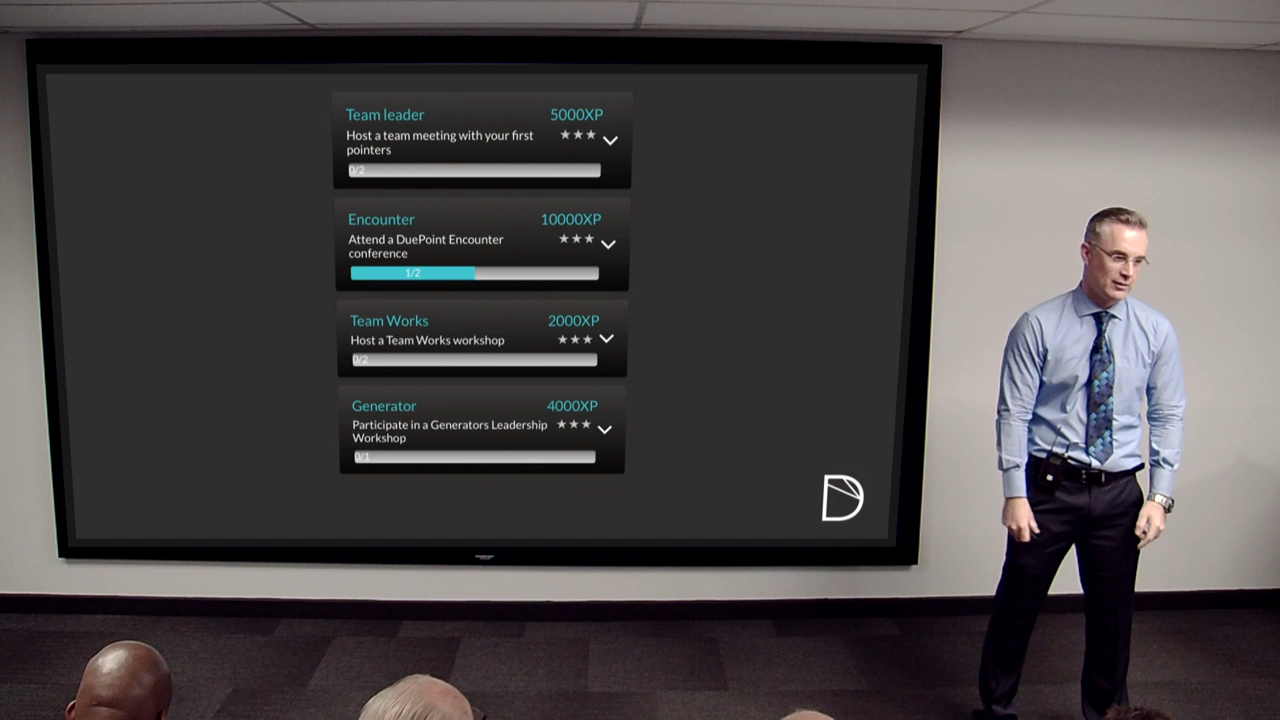 Team leader 5000XP
Host a team meeting with your first
pointers
0/2
Encounter 10000XP
Attend a DuePoint Encounter
conference
1/2
Team Works 2000XP
Host a Team Works workshop
0/2
Generator 4000XP
Participate in a Generators Leadership
Workshop
0/1